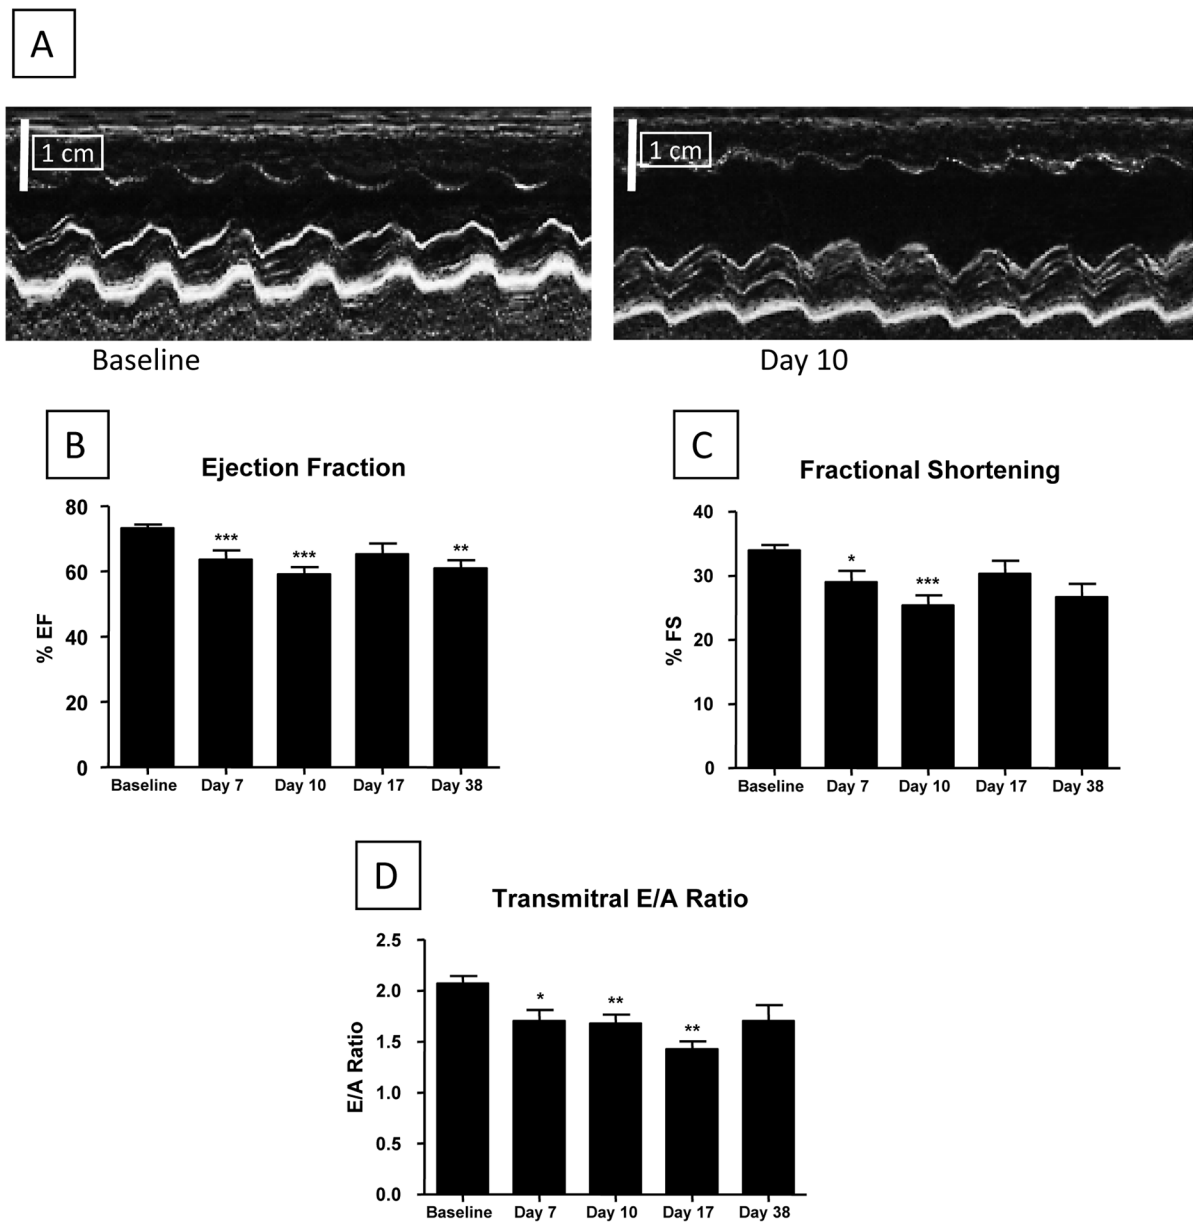 A
1 cm
1 cm
Baseline
Day 10
B
Ejection Fraction
% EF
80
60
40
20
0
***
***
**
Baseline Day 7 Day 10 Day 17 Day 38
C
Fractional Shortening
% FS
40
30
20
10
0
*
***
Baseline Day 7 Day 10 Day 17 Day 38
D
Transmitral E/A Ratio
E/A Ratio
2.5
2.0
1.5
1.0
0.5
0.0
*
**
**
Baseline Day 7 Day 10 Day 17 Day 38